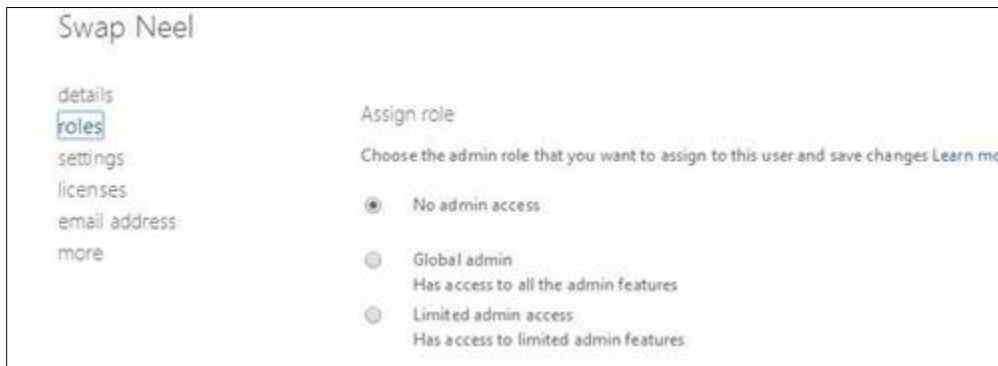 Swap Neel
details
roles
settings
licenses
email address
more
Assign role
Choose the admin role that you want to assign to this user and save changes Learn mo
No admin access
Global admin
Has access to all the admin features
Limited admin access
Has access to limited admin features